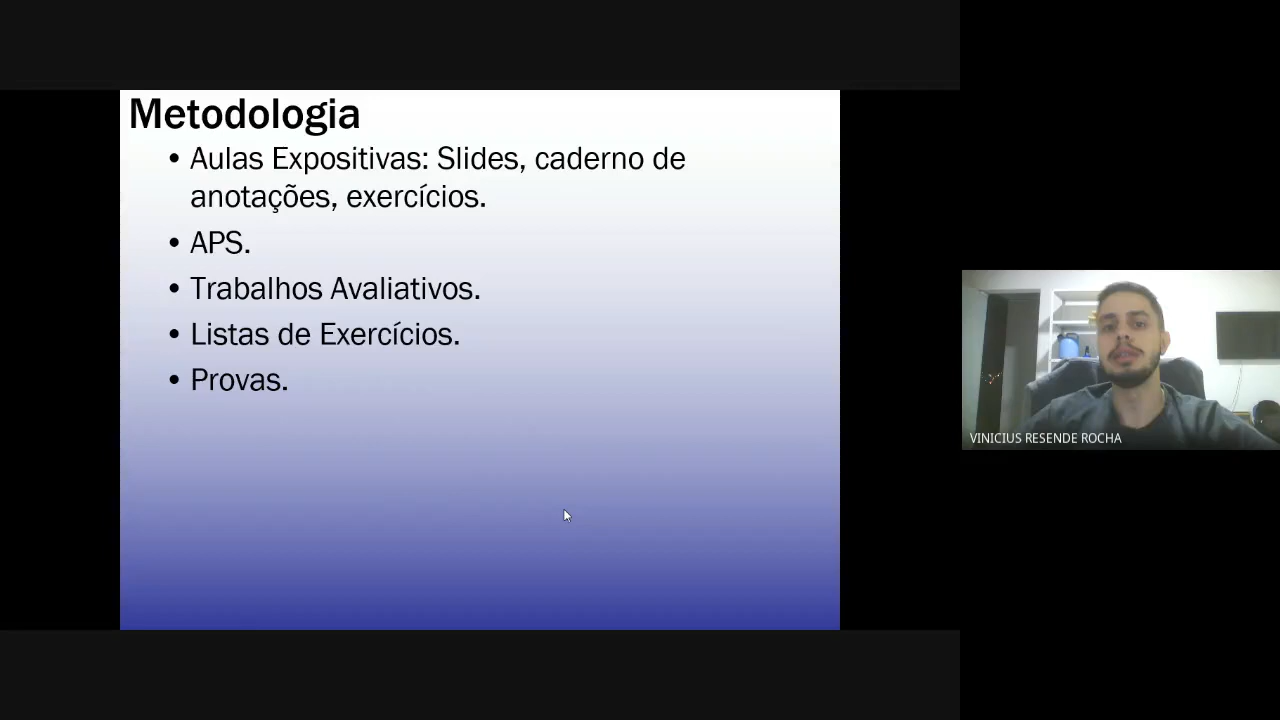 Metodologia
• Aulas Expositivas: Slides, caderno de
anotações, exercícios.
• APS.
• Trabalhos Avaliativos.
• Listas de Exercícios.
• Provas.
VINICIUS RESENDE ROCHA